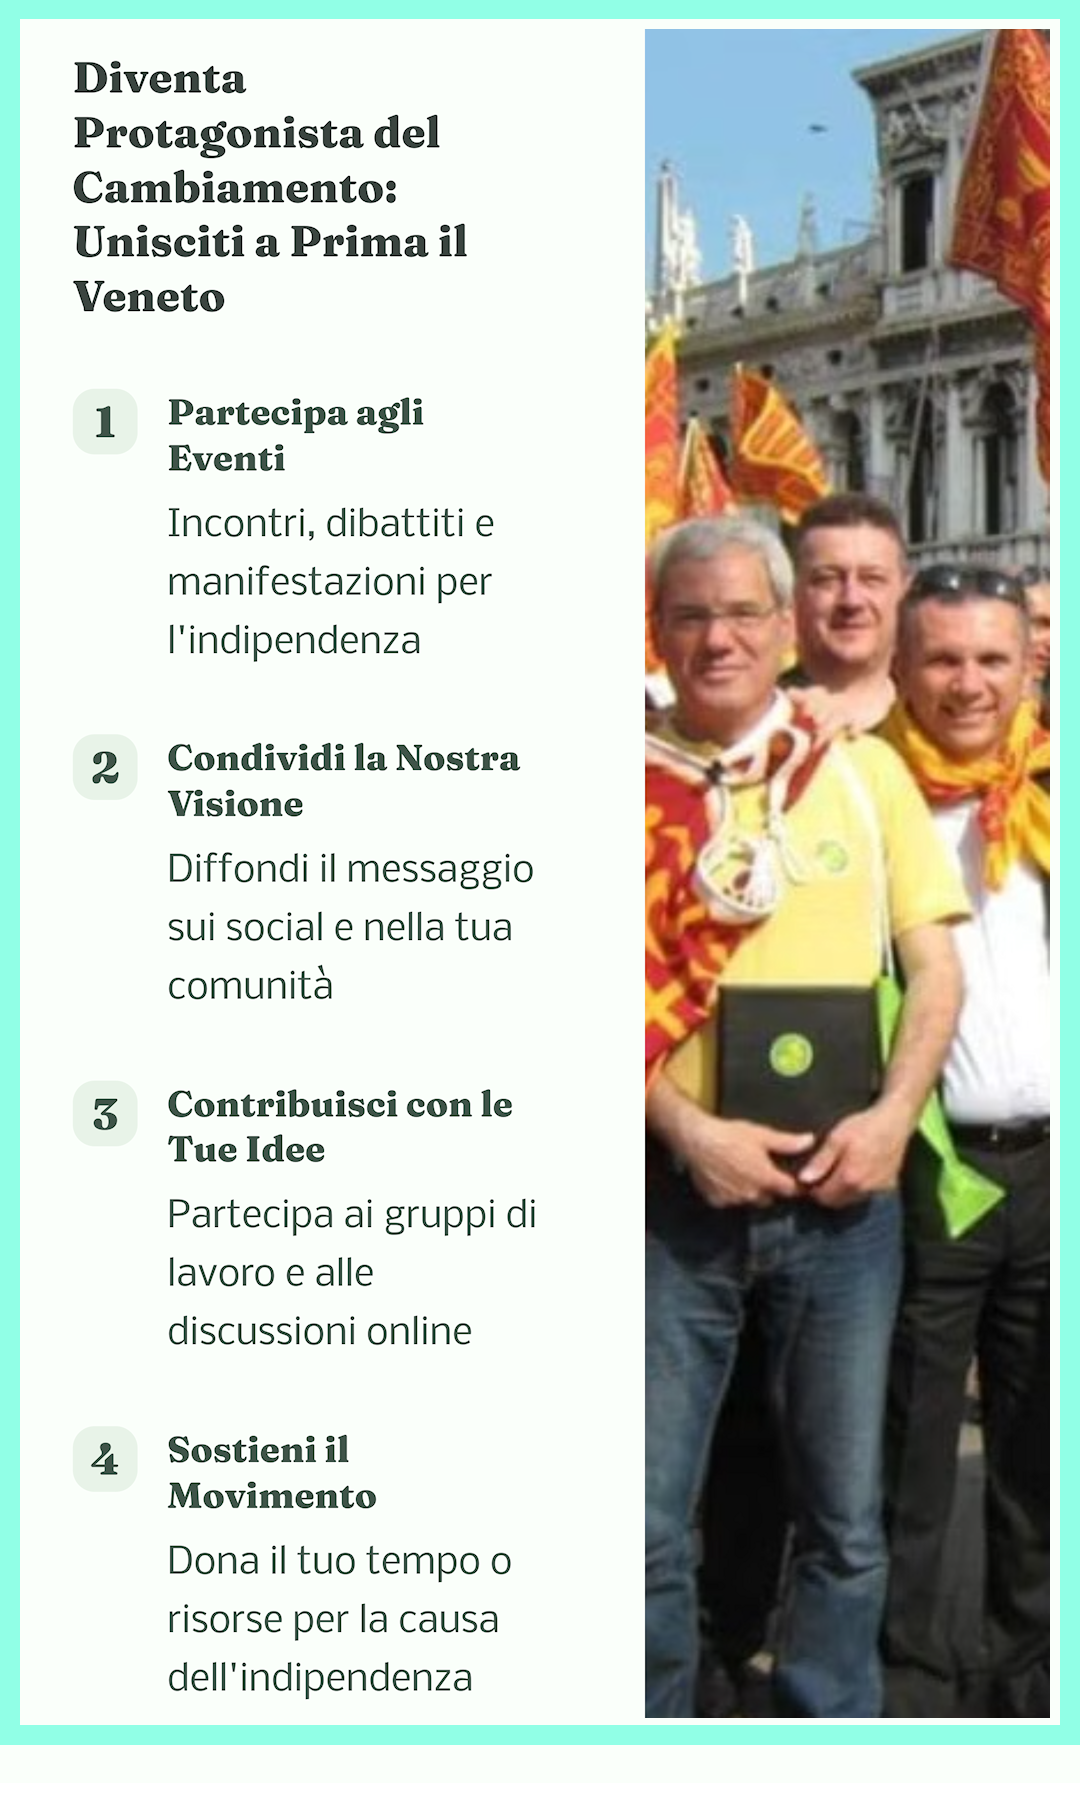 Diventa
Protagonista del
Cambiamento:
Unisciti a Prima il
Veneto
1
Partecipa agli
Eventi
Incontri, dibattiti e
manifestazioni per
l'indipendenza
2
Condividi la Nostra
Visione
Diffondi il messaggio
sui social e nella tua
comunità
3
Contribuisci con le
Tue Idee
Partecipa ai gruppi di
lavoro e alle
discussioni online
4
Sostieni il
Movimento
Dona il tuo tempo o
risorse per la causa
dell'indipendenza